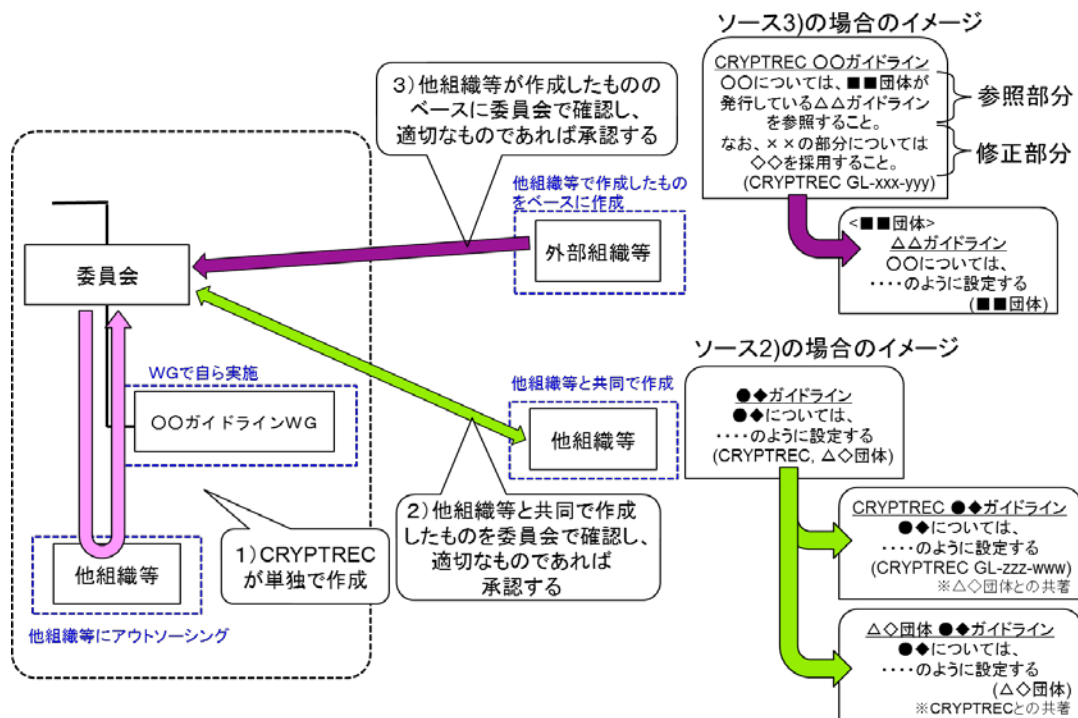 ソース3)の場合のイメージ
CRYPTREC 〇〇ガイドライン
〇〇については、■■団体が
発行している△△ガイドライン
を参照すること。
なお、××の部分については
◇◇を採用すること。
(CRYPTREC GL-xxx-yyy)
参照部分
修正部分
<■■団体>
△△ガイドライン
〇〇については、
・・・・のように設定する
(■■団体)
3）他組織等が作成したものの
ベースに委員会で確認し、
適切なものであれば承認する
他組織等で作成したもの
をベースに作成
外部組織等
委員会
WGで自ら実施
〇〇ガイドラインWG
他組織等
他組織等にアウトソーシング
1）CRYPTREC
が単独で作成
他組織等と共同で作成
他組織等
2）他組織等と共同で作成
したものを委員会で確認し、
適切なものであれば
承認する
ソース2)の場合のイメージ
●◆ガイドライン
●◆については、
・・・・のように設定する
(CRYPTREC, △◇団体)
CRYPTREC ●◆ガイドライン
●◆については、
・・・・のように設定する
(CRYPTREC GL-zzz-www)
※△◇団体との共著
△◇団体 ●◆ガイドライン
●◆については、
・・・・のように設定する
(△◇団体)
※CRYPTRECとの共著